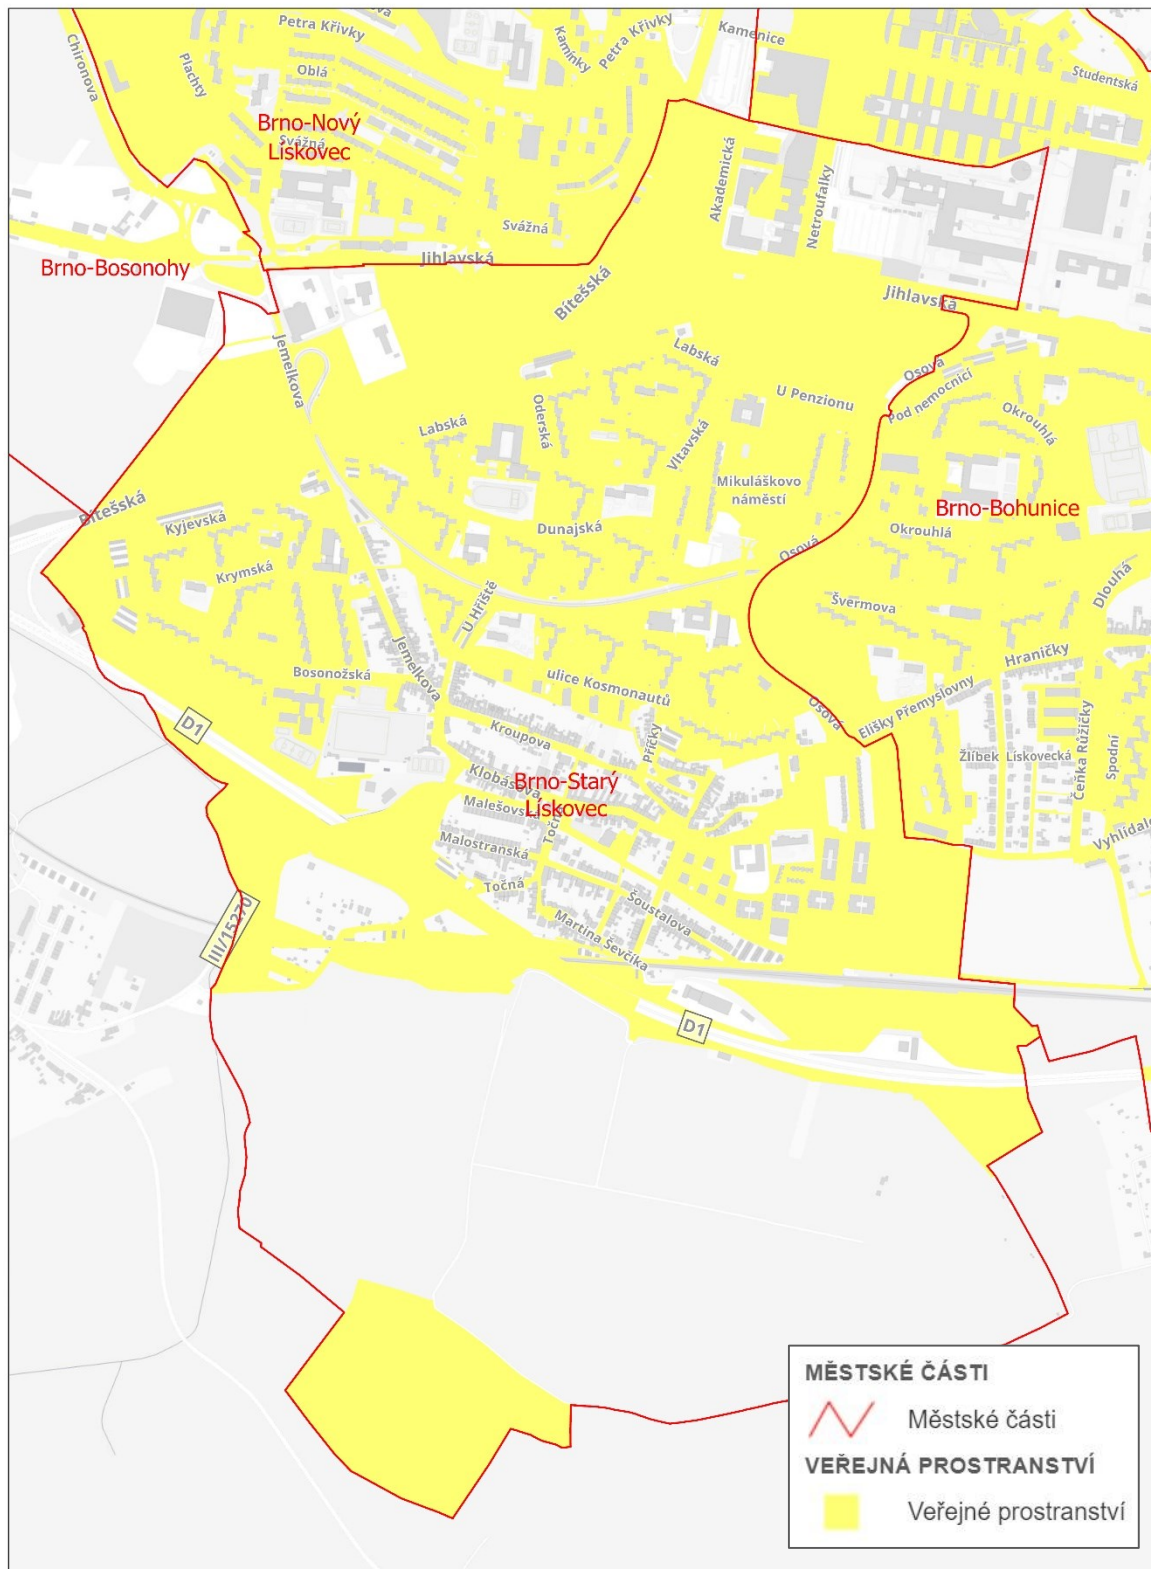 Petra Křivky
Kamenice
Chironova
Plachty
Oblá
Kamínky
Petra Křivky
Studentská
Brno-Nový
Lískovec
Svážná
Akademická
Netroufalky
Svážná
Jihlavská
Brno-Bosonohy
Bítešská
Jihlavská
Jemelkova
Labská
Osová
U Penzionu
Pod nemocnicí
Okrouhlá
Labská
Oderská
Vltavská
Mikuláškovo
náměstí
Brno-Bohunice
Bítešská
Kyjevská
Dunajská
Okrouhlá
Osová
Krymská
U Hřiště
Švermova
Dlouhá
Jemelkova
Bosonožská
ulice Kosmonautů
Hraničky
Elišky Přemyslovny
Osová
D1
Kroupova
Příčky
Žlíbek
Lískovecká
Čeňka Růžičky
Spodní
Klobásova
Brno-Starý
Lískovec
Malešovská
Točná
Vyhlídalo
Malostranská
Točná
Šoustalova
Martina Ševčíka
III/15270
D1
MĚSTSKÉ ČÁSTI
Městské části
VEŘEJNÁ PROSTRANSTVÍ
Veřejné prostranství